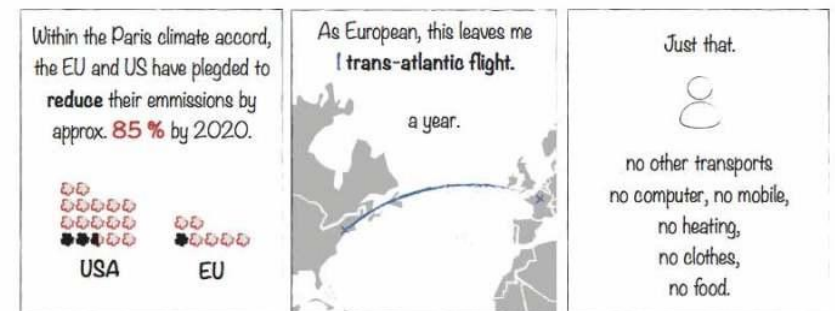 Within the Paris climate accord,
the EU and US have plegded to
reduce their emmissions by
approx. 85 % by 2020.
USA
EU
As European, this leaves me
1 trans-atlantic flight.
a year.
Just that.
no other transports
no computer, no mobile,
no heating,
no clothes,
no food.